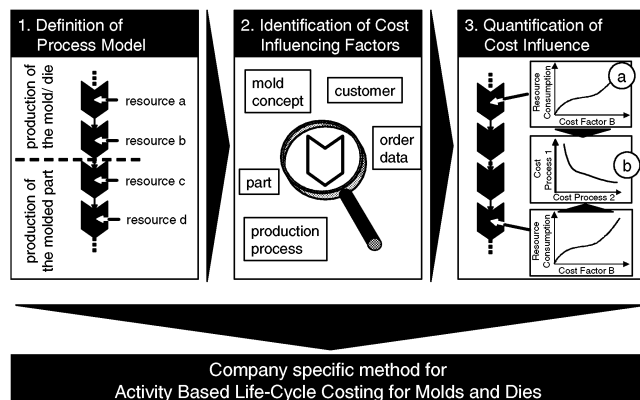 1. Definition of
Process Model
production of
the mold/ die
resource a
resource b
production of
the molded part
resource c
resource d
2. Identification of Cost
Influencing Factors
mold
concept
customer
order
data
part
production
process
3. Quantification of
Cost Influence
Resource
Consumption
Cost Factor B
a
Cost
Process 1
Cost Process 2
b
Resource
Consumption
Cost Factor B
Company specific method for
Activity Based Life-Cycle Costing for Molds and Dies